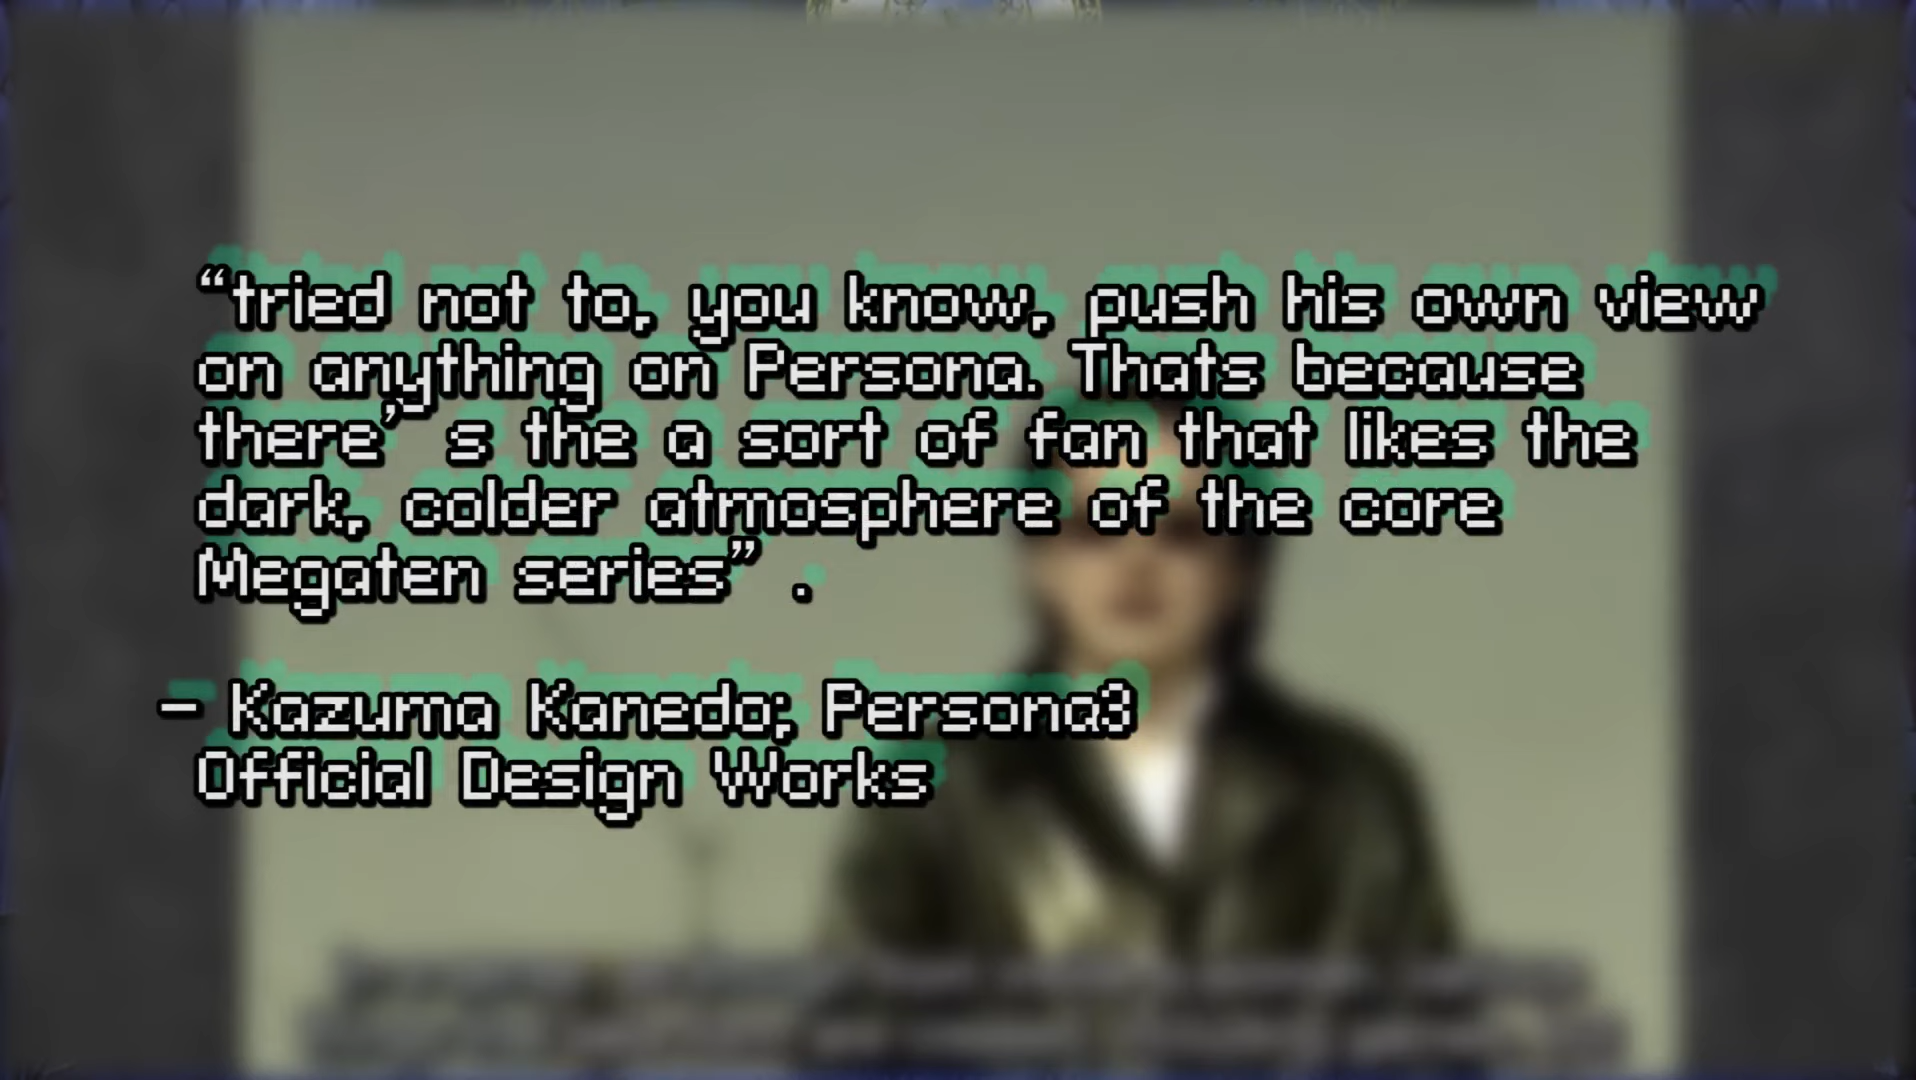 “tried not to, you know, push his own view
on anything on Persona. Thats because
there’ s the a sort of fan that likes the
dark, colder atmosphere of the core
Megaten series” .
- Kazuma Kanedo; Persona3
Official Design Works